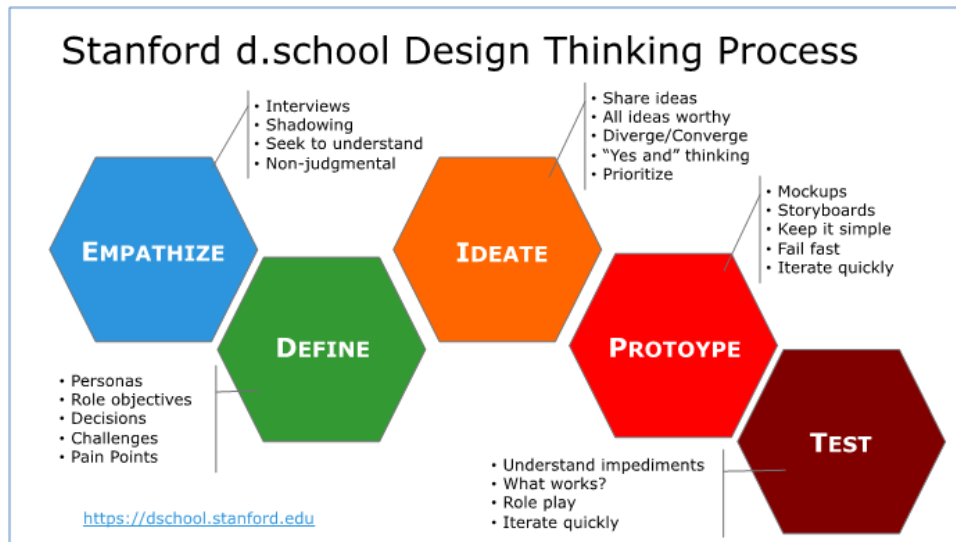 Stanford d.school Design Thinking Process
• Interviews
• Shadowing
• Seek to understand
• Non-judgmental
EMPATHIZE
• Personas
• Role objectives
• Decisions
• Challenges
• Pain Points
DEFINE
• Share ideas
• All ideas worthy
• Diverge/Converge
• “Yes and” thinking
• Prioritize
IDEATE
• Mockups
• Storyboards
• Keep it simple
• Fail fast
• Iterate quickly
PROTOYPE
• Understand impediments
• What works?
• Role play
• Iterate quickly
TEST
https://dschool.stanford.edu